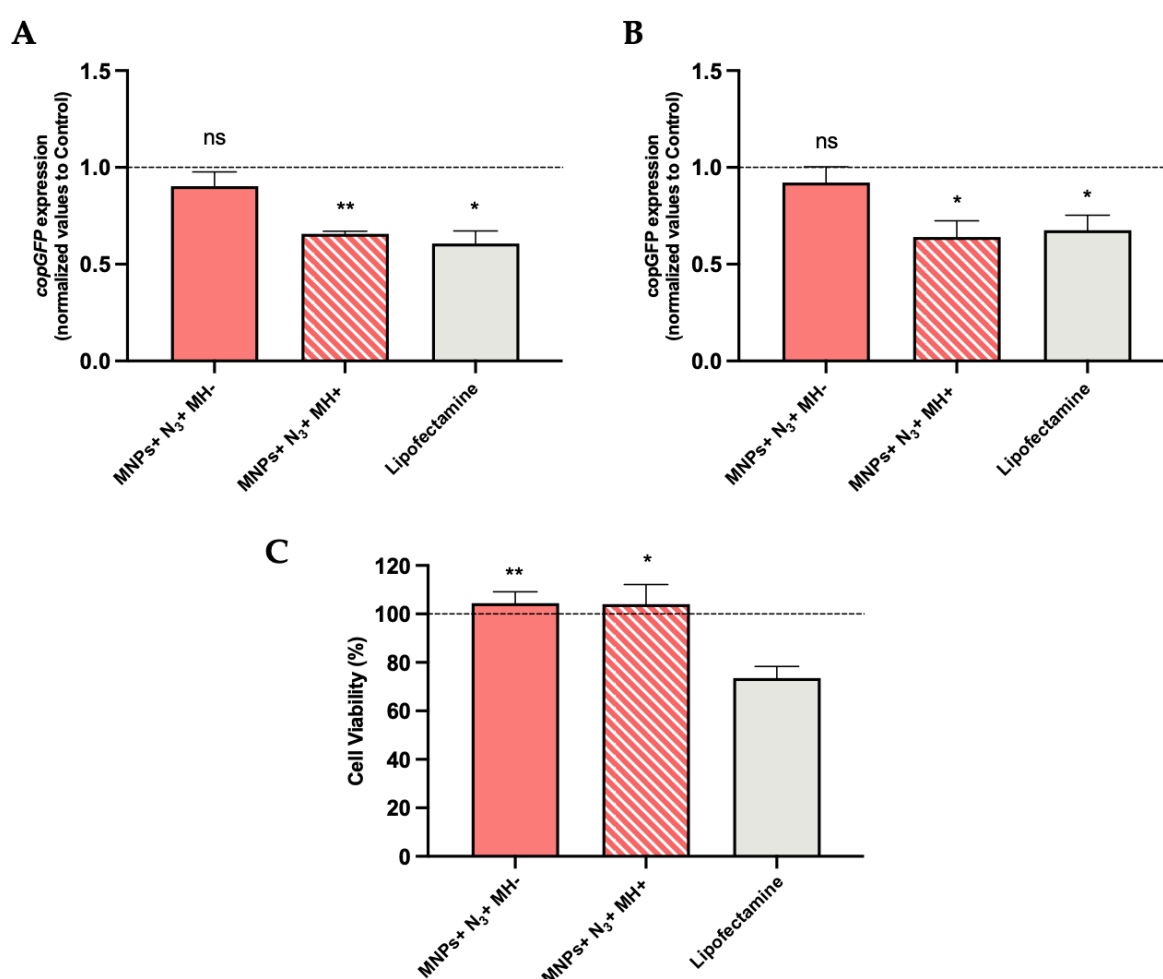 A
copGFP expression
(normalized values to Control)
1.5
1.0
0.5
0.0
ns
**
*
MNPs+ N₃+ MH-
MNPs+ N₃+ MH+
Lipofectamine
B
copGFP expression
(normalized values to Control)
1.5
1.0
0.5
0.0
ns
*
*
MNPs+ N₃+ MH-
MNPs+ N₃+ MH+
Lipofectamine
C
Cell Viability (%)
120
100
80
60
40
20
0
**
*
MNPs+ N₃+ MH-
MNPs+ N₃+ MH+
Lipofectamine